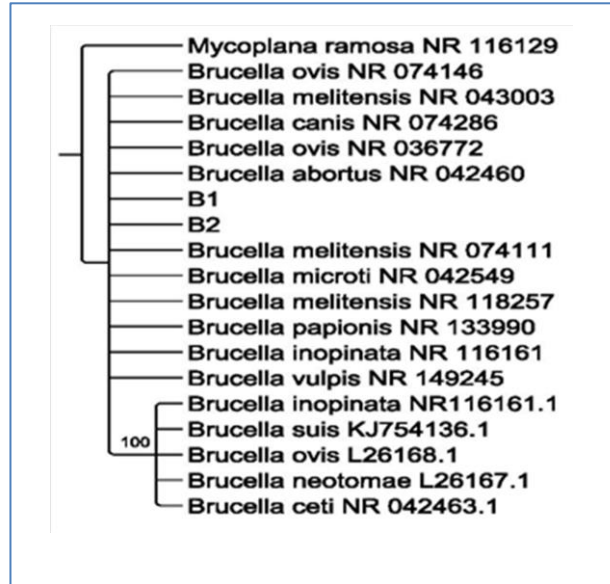 Mycoplana ramosa NR 116129
Brucella ovis NR 074146
Brucella melitensis NR 043003
Brucella canis NR 074286
Brucella ovis NR 036772
Brucella abortus NR 042460
B1
B2
Brucella melitensis NR 074111
Brucella microti NR 042549
Brucella melitensis NR 118257
Brucella papionis NR 133990
Brucella inopinata NR 116161
Brucella vulpis NR 149245
Brucella inopinata NR116161.1
Brucella suis KJ754136.1
100
Brucella ovis L26168.1
Brucella neotomae L26167.1
Brucella ceti NR 042463.1